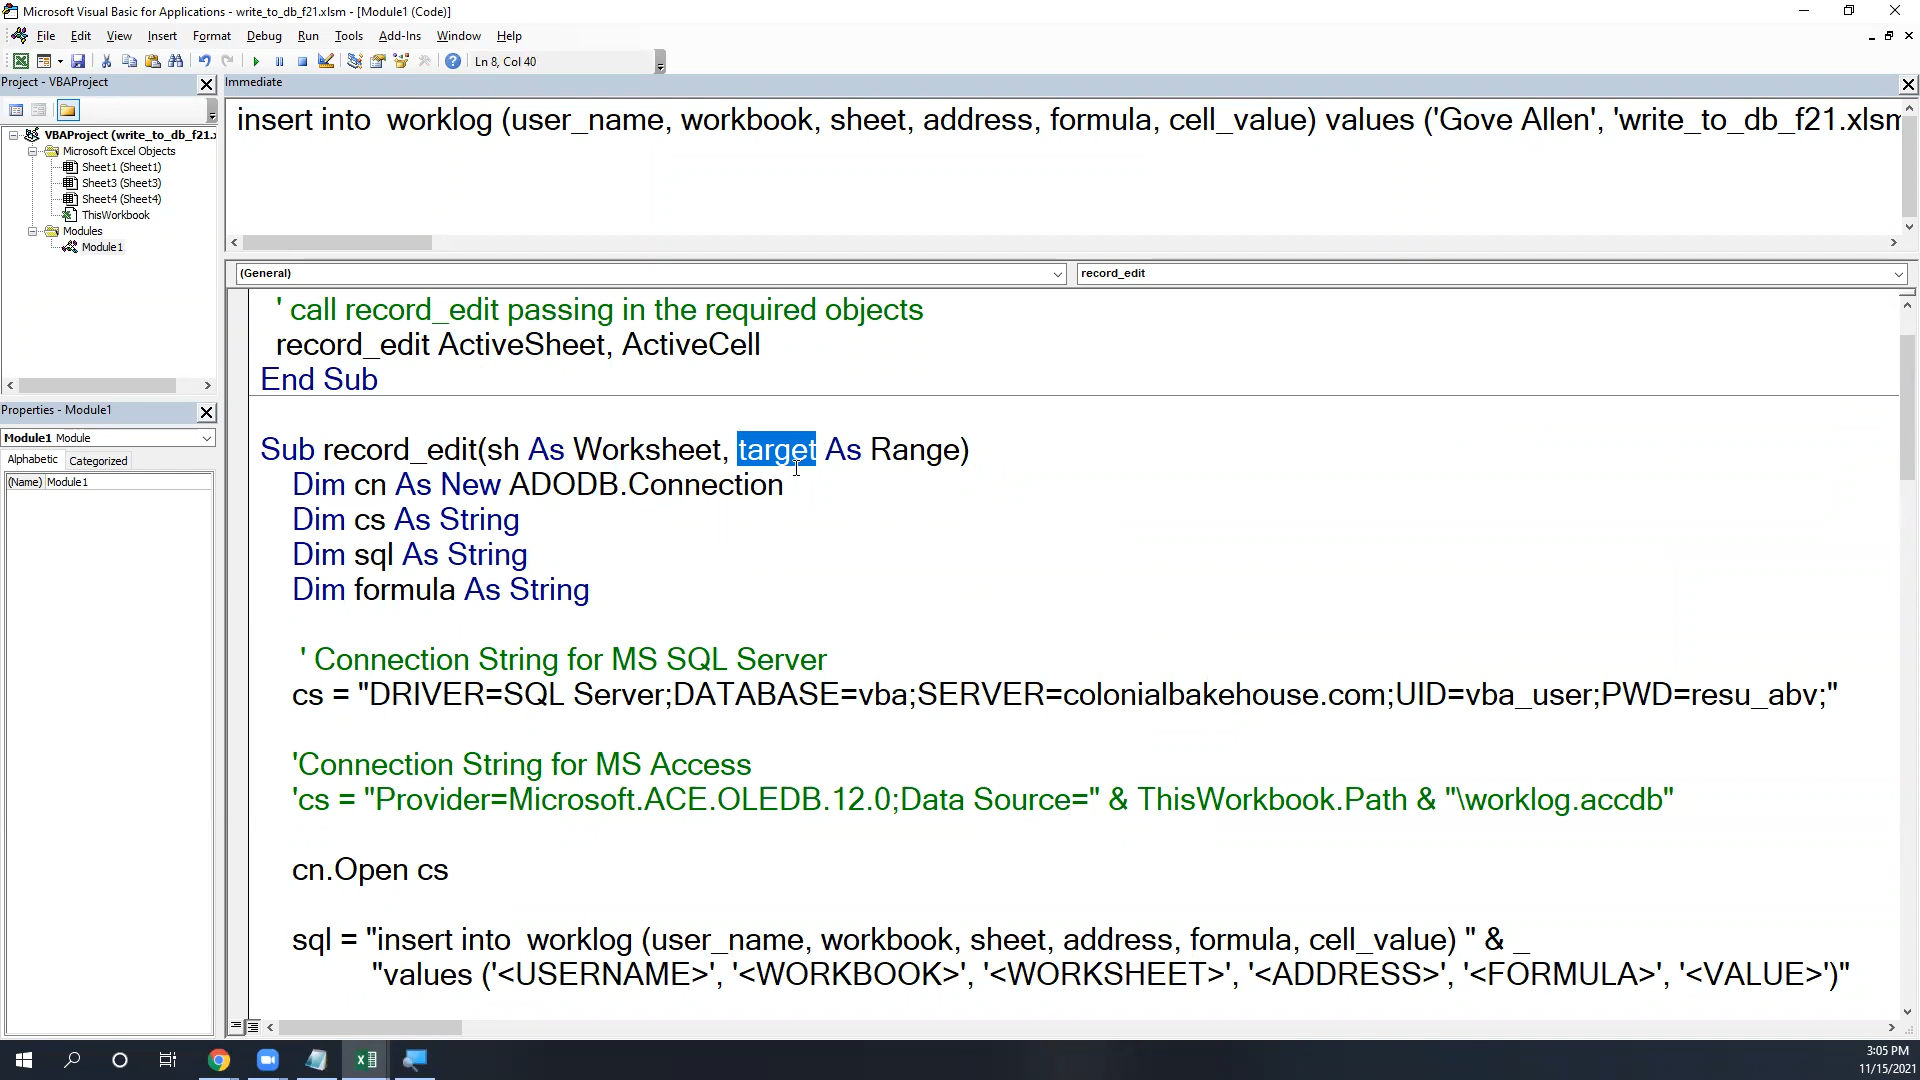 Microsoft Visual Basic for Applications - write_to_db_f21.xlsm - [Module1 (Code)]
File Edit View Insert Format Debug Run Tools Add-Ins Window Help
Ln 8, Col 40
Project - VBAProject
Immediate
insert into  worklog (user_name, workbook, sheet, address, formula, cell_value) values ('Gove Allen', 'write_to_db_f21.xlsm
VBAProject (write_to_db_f21.x
Microsoft Excel Objects
Sheet1 (Sheet1)
Sheet3 (Sheet3)
Sheet4 (Sheet4)
ThisWorkbook
Modules
Module1
(General)
record_edit
' call record_edit passing in the required objects
record_edit ActiveSheet, ActiveCell
End Sub
Properties - Module1
Module1 Module
Alphabetic Categorized
(Name) Module1
Sub record_edit(sh As Worksheet, target As Range)
Dim cn As New ADODB.Connection
Dim cs As String
Dim sql As String
Dim formula As String
' Connection String for MS SQL Server
cs = "DRIVER=SQL Server;DATABASE=vba;SERVER=colonialbakehouse.com;UID=vba_user;PWD=resu_abv;"
'Connection String for MS Access
'cs = "Provider=Microsoft.ACE.OLEDB.12.0;Data Source=" & ThisWorkbook.Path & "\worklog.accdb"
cn.Open cs
sql = "insert into  worklog (user_name, workbook, sheet, address, formula, cell_value) " & _
"values ('<USERNAME>', '<WORKBOOK>', '<WORKSHEET>', '<ADDRESS>', '<FORMULA>', '<VALUE>')"
3:05 PM
11/15/2021